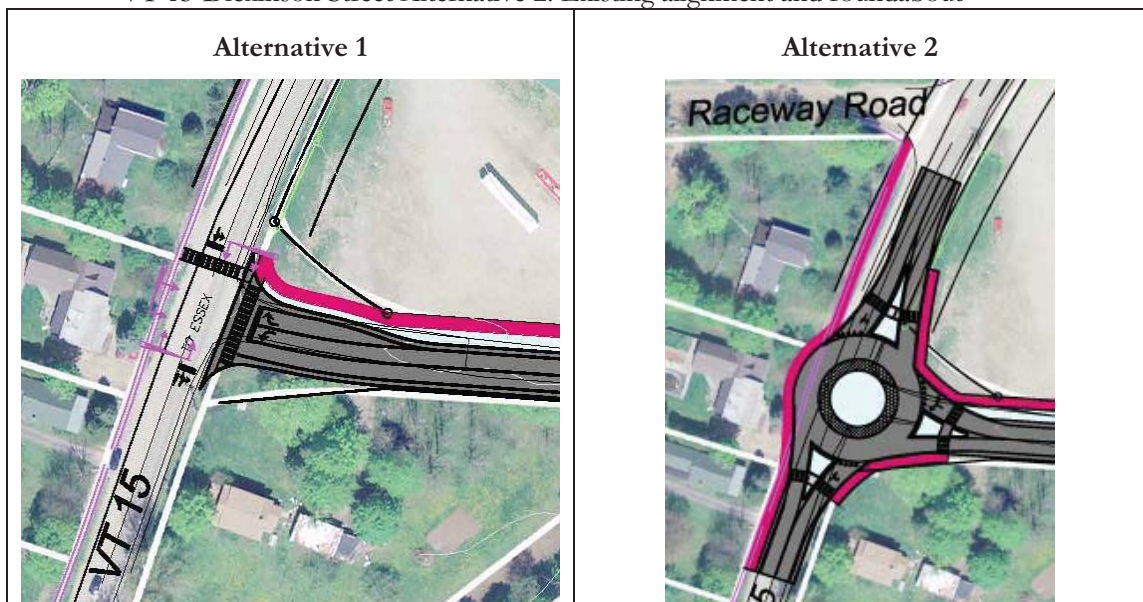 VT 15-Dickinson Street Alternative 2: Existing alignment and roundabout
Alternative 1
Alternative 2
TO ESSEX
VT 15
Raceway Road
5